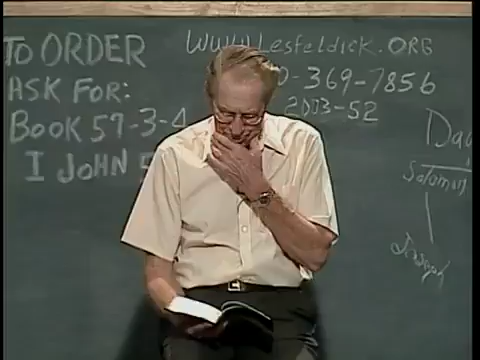 TO ORDER
ASK FOR:
BOOK 57-3-4
I JOHN
WWW.LESFELDICK.ORG
0-369-7856
2003-52
Solomon
Joseph